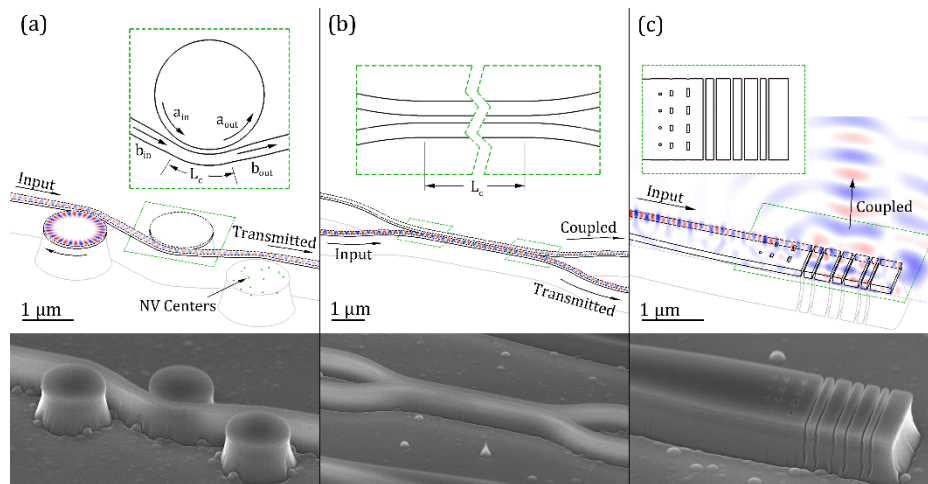 (a)
a_in
a_out
b_in
b_out
L_c
Input
Transmitted
NV Centers
1 μm
(b)
L_c
Input
Coupled
Transmitted
1 μm
(c)
Input
Coupled
1 μm